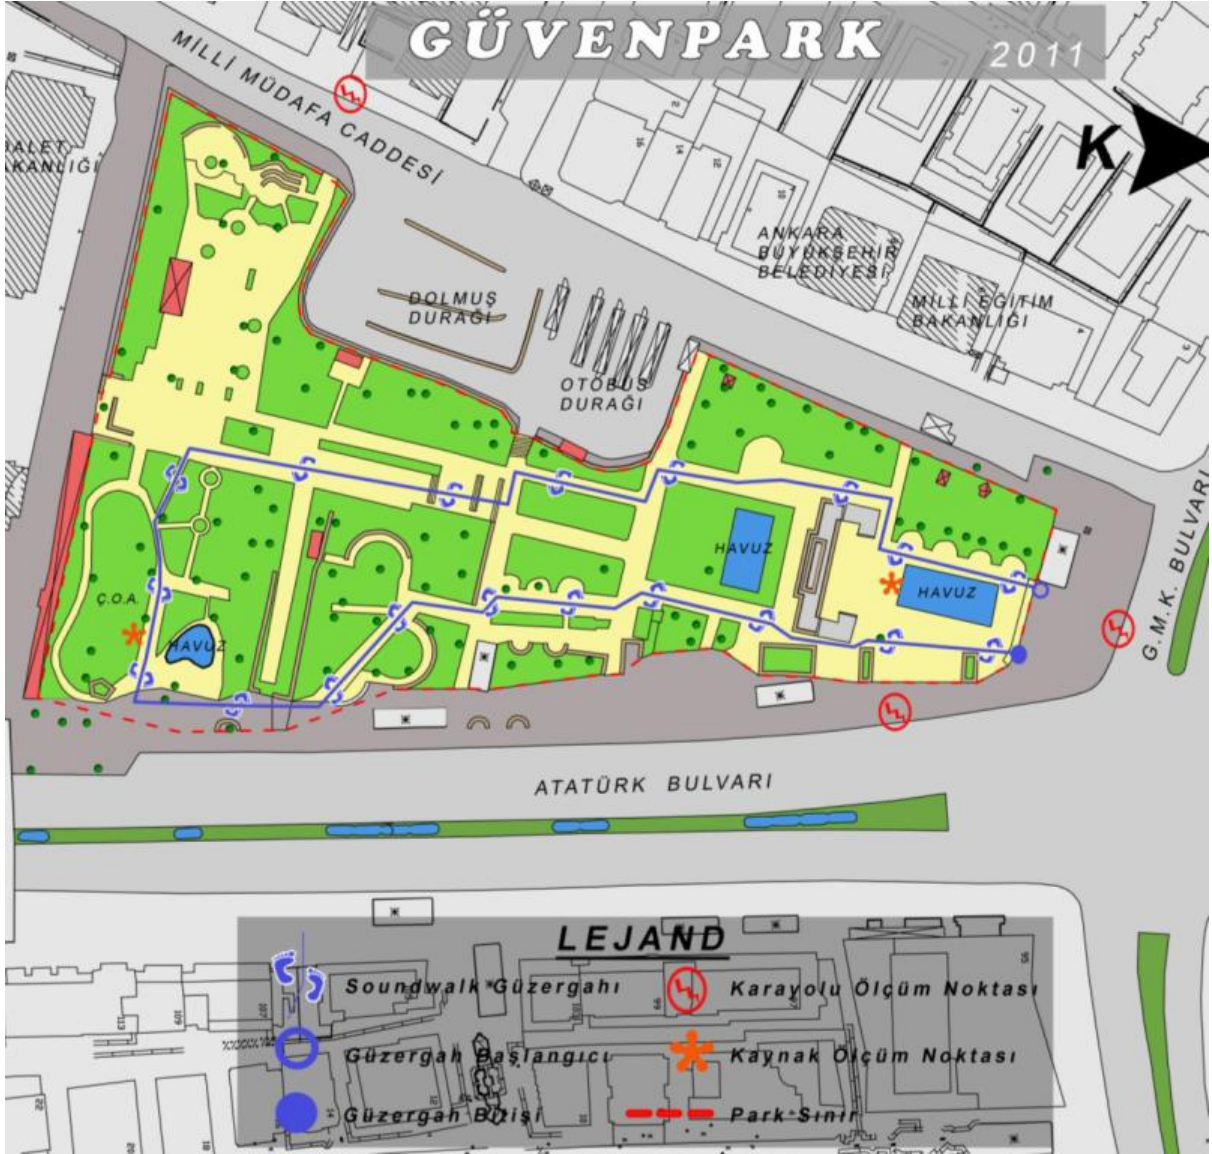 GÜVENPARK
2011
MİLLİ MÜDAFA CADDESİ
K
ANKARA
BÜYÜKŞEHİR
BELEDİYESİ
MİLLİ EĞİTİM
BAKANLIĞI
DOLMUŞ
DURAĞI
OTOBÜS
DURAĞI
HAVUZ
HAVUZ
Ç.O.A.
HAVUZ
G.M.K. BULVARI
ATATÜRK BULVARI
LEJAND
Soundwalk Güzergahı
Karayolu Ölçüm Noktası
Güzergah Başlangıcı
Kaynak Ölçüm Noktası
Güzergah Bitişi
Park Sınır